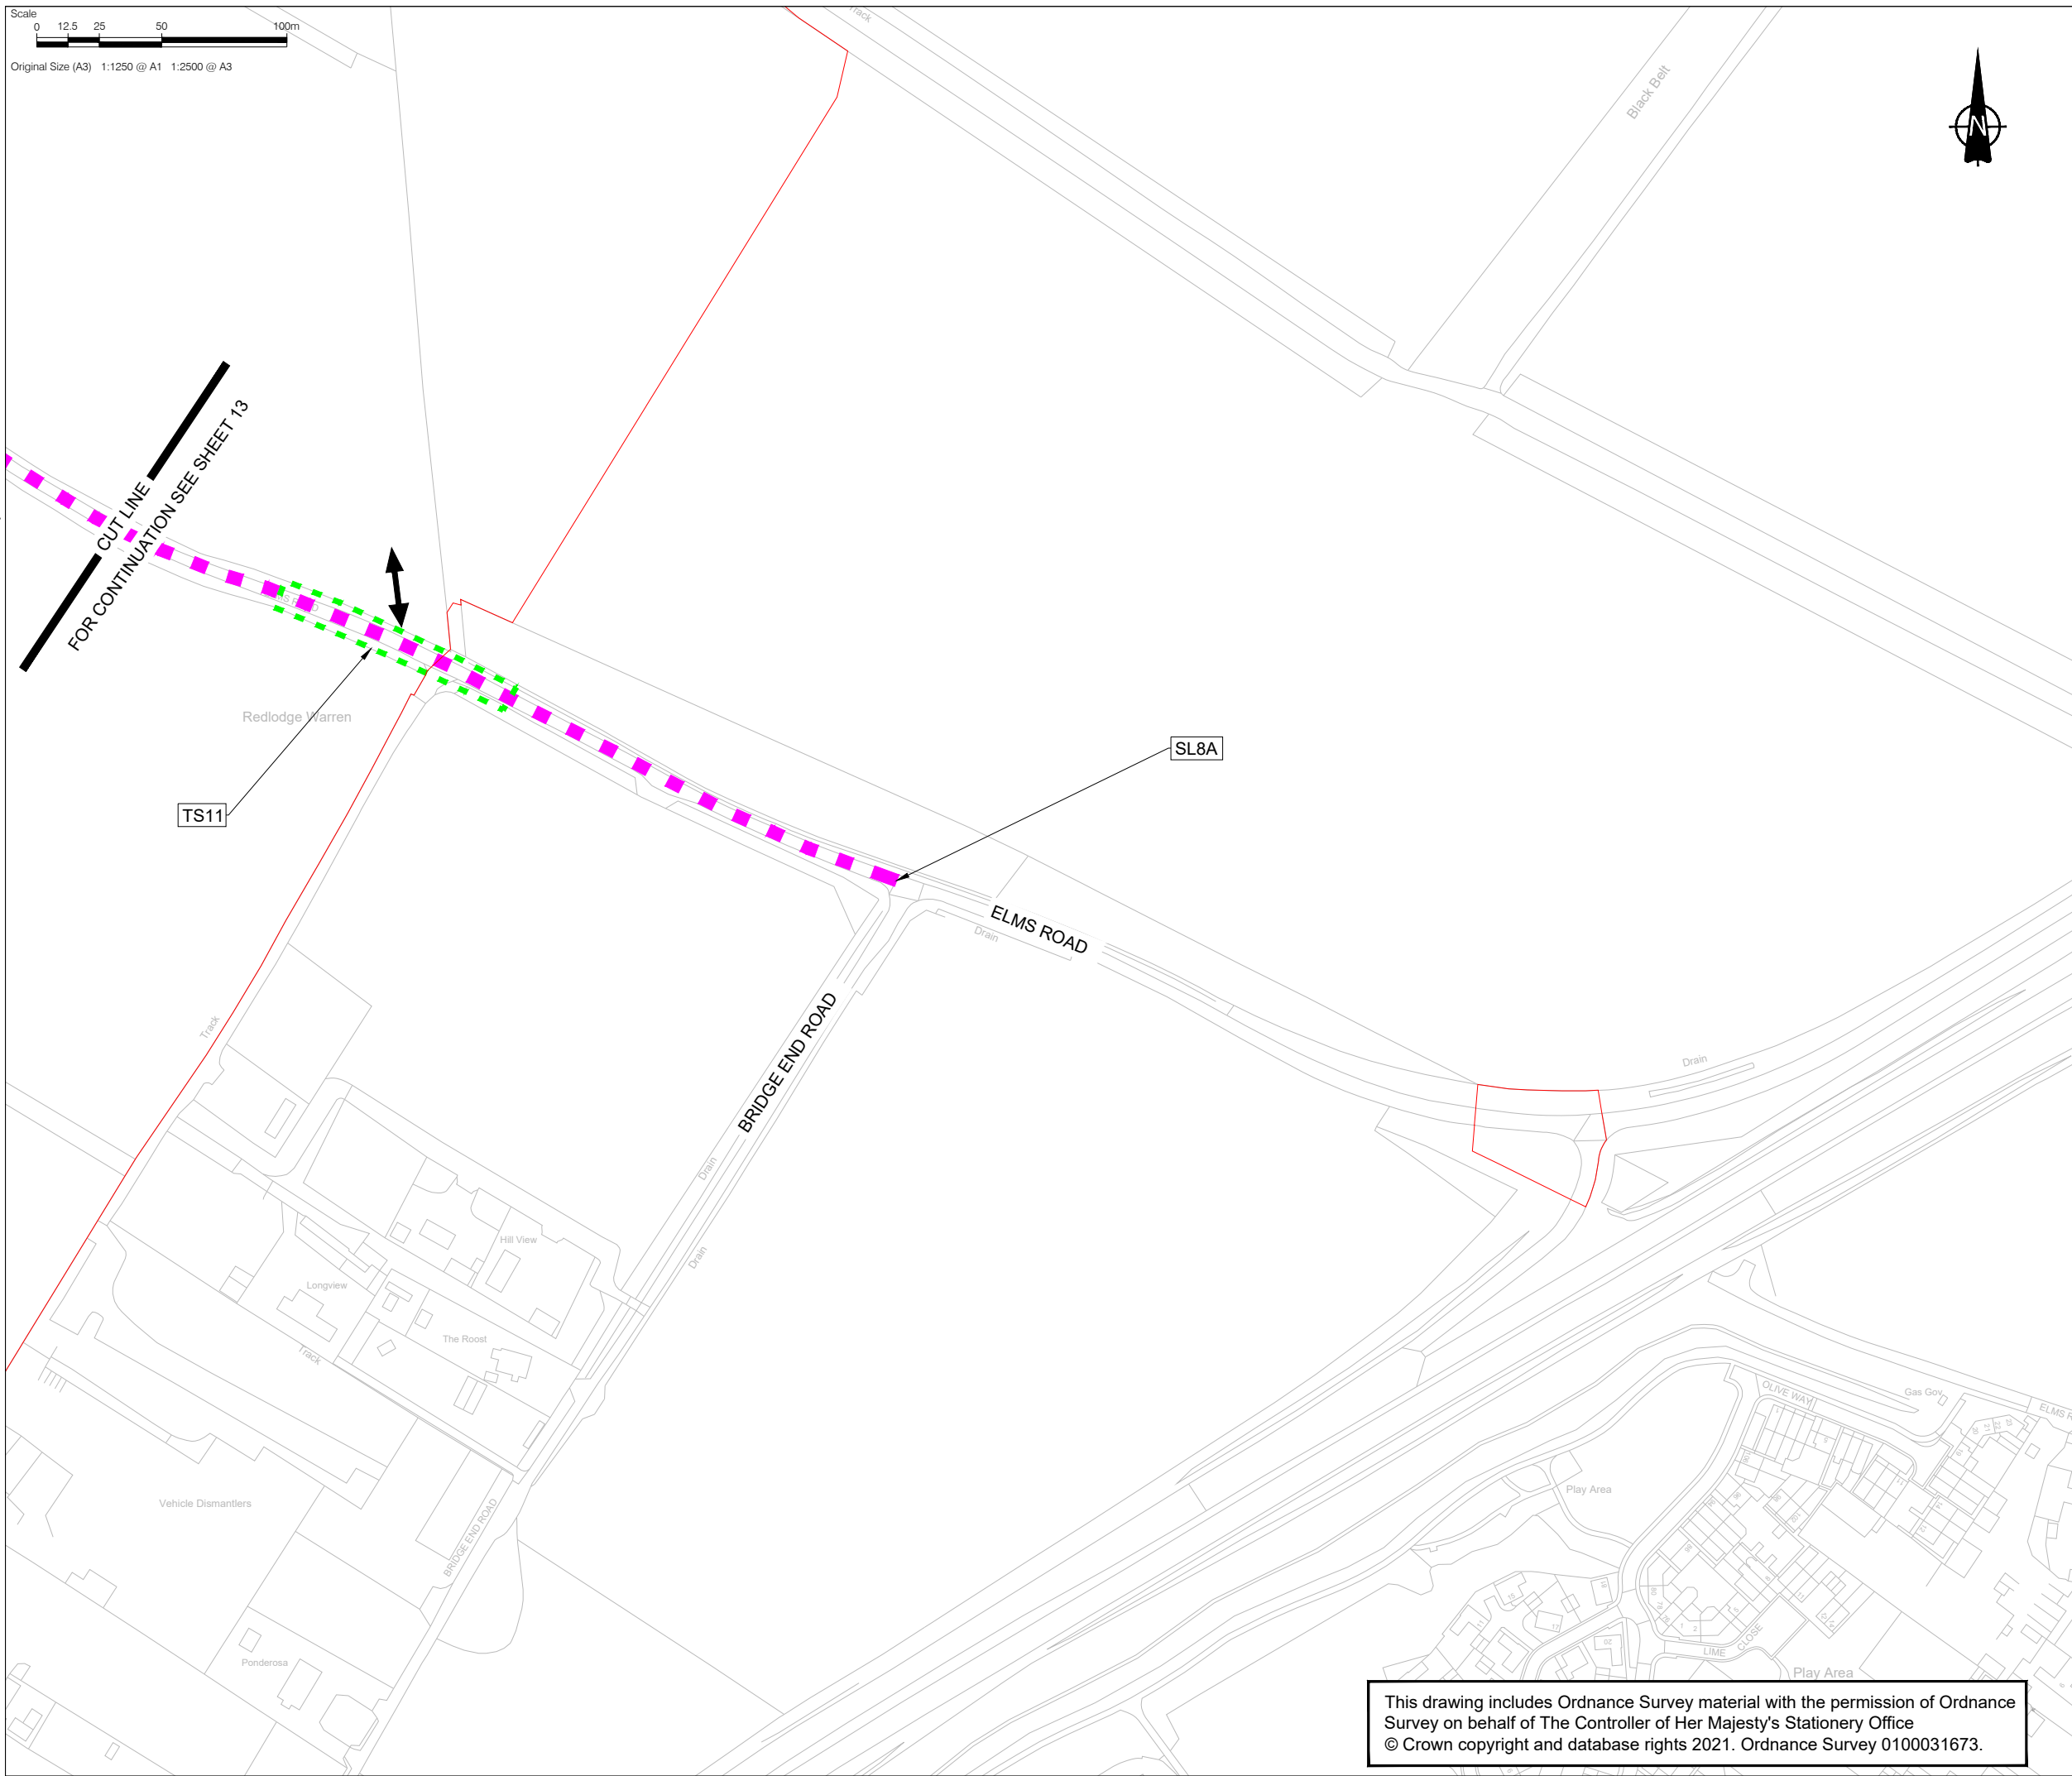 Scale
0 12.5 25 50 100m
Original Size (A3) 1:1250 @ A1 1:2500 @ A3
Track
Black Belt
N
CUT LINE
FOR CONTINUATION SEE SHEET 13
Redlodge Warren
TS11
SL8A
ELMS ROAD
Drain
BRIDGE END ROAD
Track
Drain
Drain
Drain
Hill View
Longview
The Roost
Track
Vehicle Dismantlers
BRIDGE END ROAD
Ponderosa
OLIVE WAY
Gas Gov
ELMS R
Play Area
LIME
CLOSE
Play Area
This drawing includes Ordnance Survey material with the permission of Ordnance
Survey on behalf of The Controller of Her Majesty's Stationery Office
© Crown copyright and database rights 2021. Ordnance Survey 0100031673.